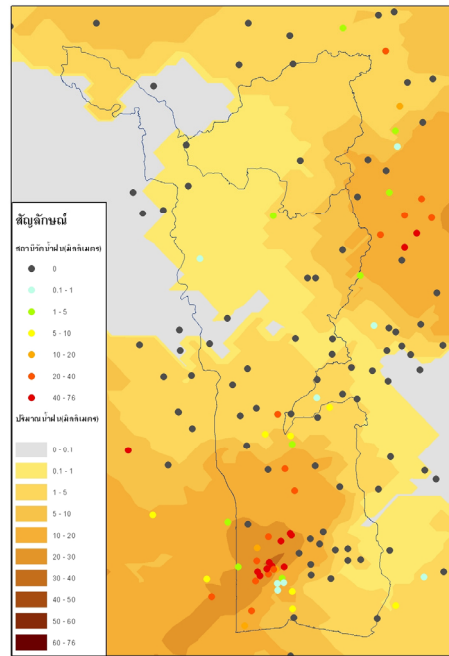 สัญลักษณ์
สถานีวัดน้ำฝน(มิลลิเมตร)
0
0.1 - 1
1 - 5
5 - 10
10 - 20
20 - 40
40 - 76
ปริมาณน้ำฝน(มิลลิเมตร)
0 - 0.1
0.1 - 1
1 - 5
5 - 10
10 - 20
20 - 30
30 - 40
40 - 50
50 - 60
60 - 76